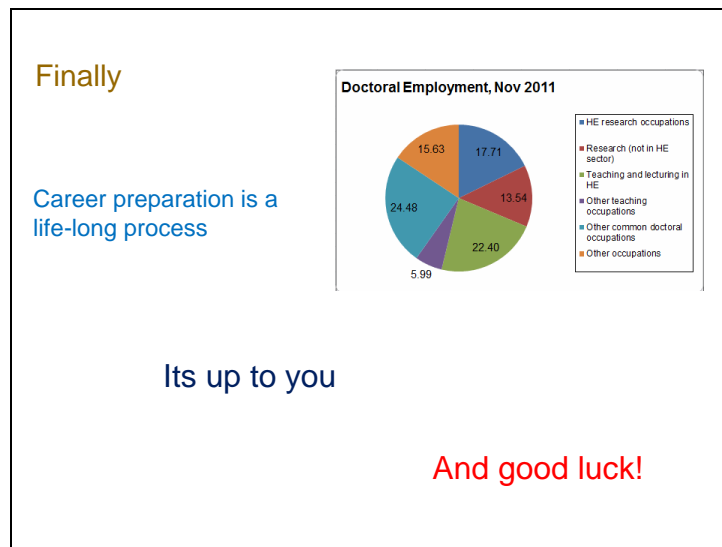 Finally
Doctoral Employment, Nov 2011
15.63
17.71
13.54
24.48
22.40
5.99
HE research occupations
Research (not in HE
sector)
Teaching and lecturing in
HE
Other teaching
occupations
Other common doctoral
occupations
Other occupations
Career preparation is a
life-long process
Its up to you
And good luck!